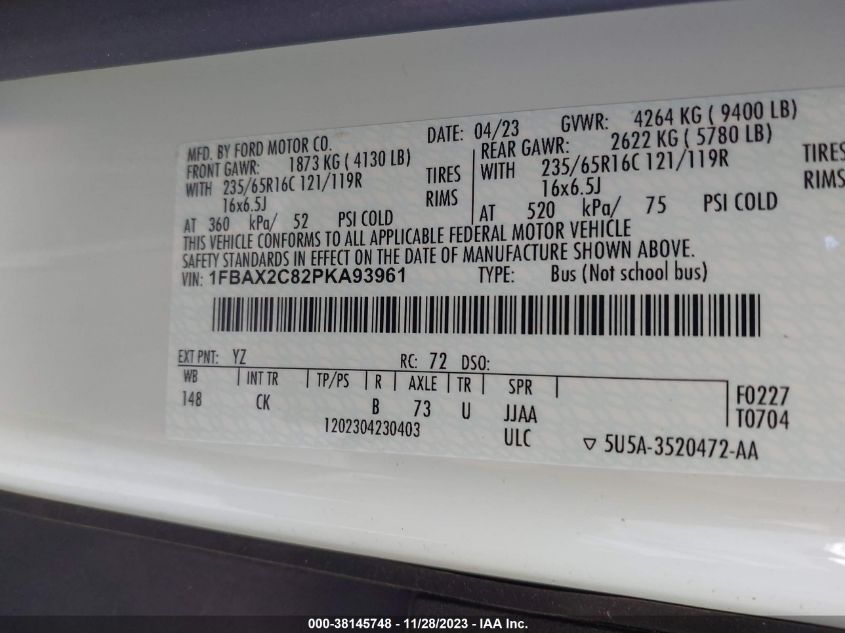 MFD. BY FORD MOTOR CO. DATE: 04/23 GVWR: 4264 KG ( 9400 LB)
FRONT GAWR: 1873 KG ( 4130 LB) REAR GAWR: 2622 KG ( 5780 LB)
WITH 235/65R16C 121/119R TIRES WITH 235/65R16C 121/119R TIRES
16x6.5J RIMS 16x6.5J RIMS
AT 360 kPa/ 52 PSI COLD AT 520 kPa/ 75 PSI COLD
THIS VEHICLE CONFORMS TO ALL APPLICABLE FEDERAL MOTOR VEHICLE
SAFETY STANDARDS IN EFFECT ON THE DATE OF MANUFACTURE SHOWN ABOVE.
VIN: 1FBAX2C82PKA93961 TYPE: Bus (Not school bus)
EXT PNT: YZ RC: 72 DSO:
WB INT TR TP/PS R AXLE TR SPR F0227
148 CK B 73 U JJAA T0704
1202304230403 ULC ▽ 5U5A-3520472-AA
000-38145748 - 11/28/2023 - IAA Inc.